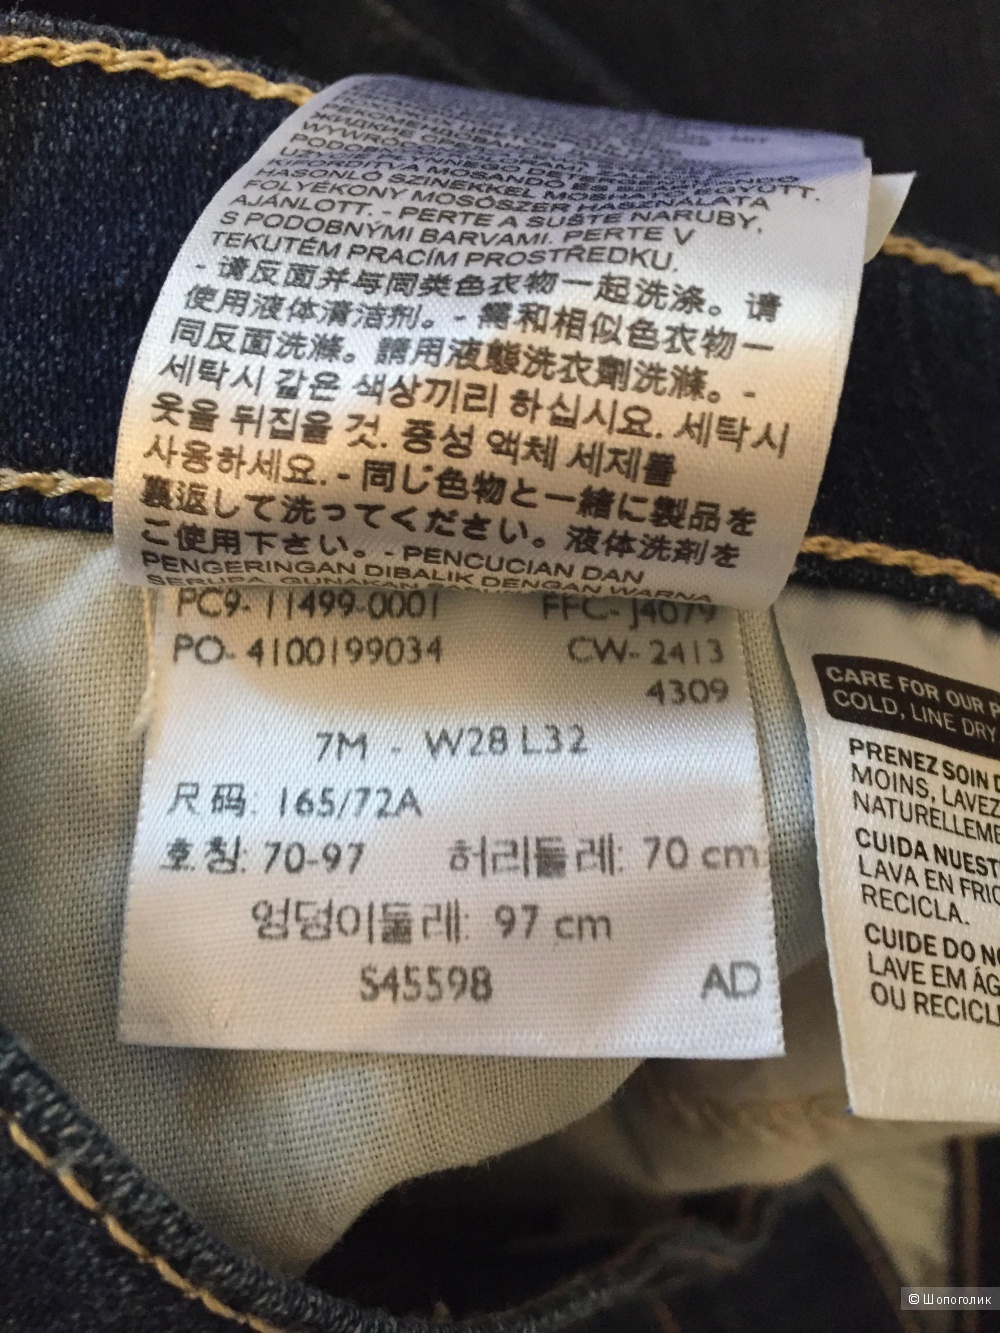 WYWRÓ
PODOB
KIFORDÍTVA MOSANDÓ ÉS
HASONLÓ SZÍNEKKEL MOSHATÓ EGYÜTT.
FOLYÉKONY MOSÓSZER HASZNÁLATA
AJÁNLOTT. - PERTE A SUŠTE NARUBY,
S PODOBNÝMI BARVAMI. PERTE V
TEKUTÉM PRACÍM PROSTŘEDKU.
- 请反面并与同类色衣物一起洗涤。请
使用液体清洁剂。- 需和相似色衣物一
同反面洗滌。請用液態洗衣劑洗滌。-
세탁시 같은 색상끼리 하십시요. 세탁시
옷을 뒤집을 것. 중성 액체 세제를
사용하세요. - 同じ色物と一緒に製品を
裏返して洗ってください。液体洗剤を
ご使用下さい。- PENCUCIAN DAN
PENGERINGAN DIBALIK DENGAN WARNA
SERUPA. GUNAKAN
PC9- 11499-0001 FFC- J4079
PO- 4100199034 CW- 2413
4309
7M - W28 L32
尺码: 165/72A
호칭: 70-97 허리둘레: 70 cm
엉덩이둘레: 97 cm
S45598 AD
CARE FOR OUR P
COLD, LINE DRY
PRENEZ SOIN D
MOINS, LAVEZ
NATURELLEME
CUIDA NUEST
LAVA EN FRÍO
RECICLA.
CUIDE DO NO
LAVE EM ÁG
OU RECICL
© Шопоголик